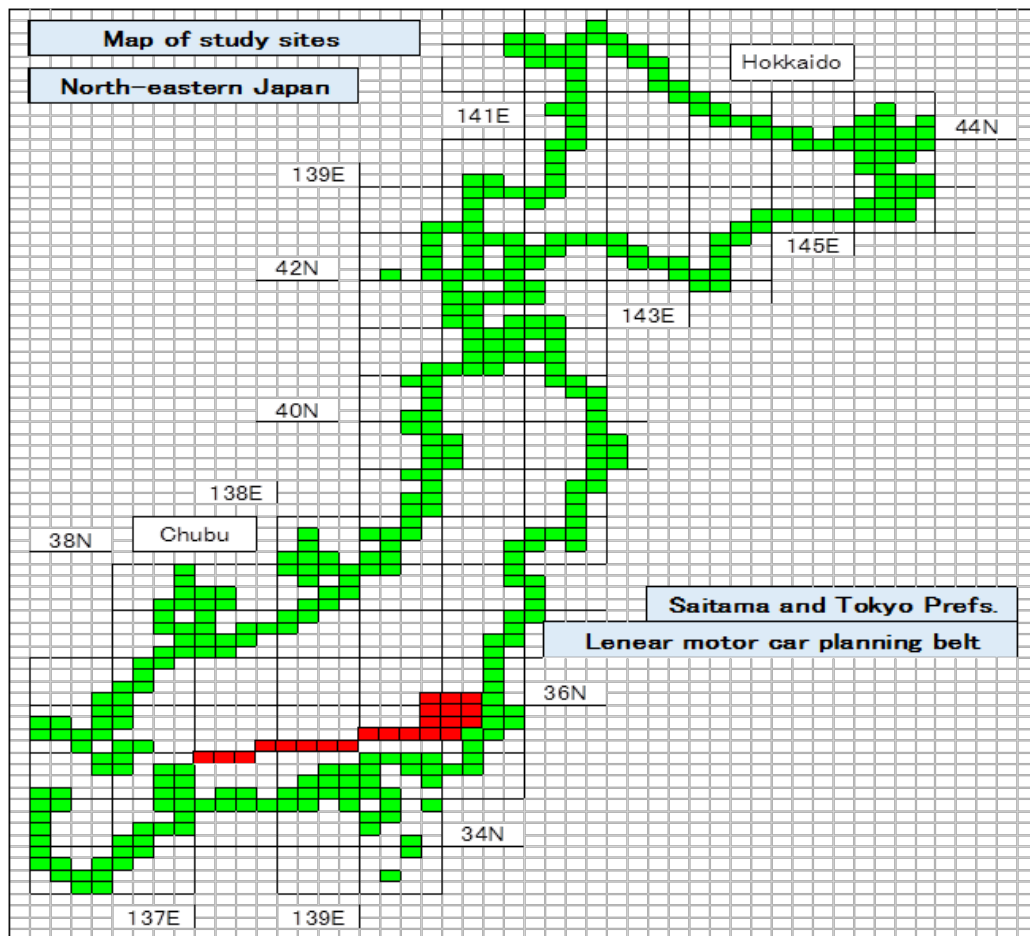 Map of study sites
Hokkaido
North-eastern Japan
141E
44N
139E
145E
42N
143E
40N
138E
38N
Chubu
Saitama and Tokyo Prefs.
Lenear motor car planning belt
36N
34N
137E
139E